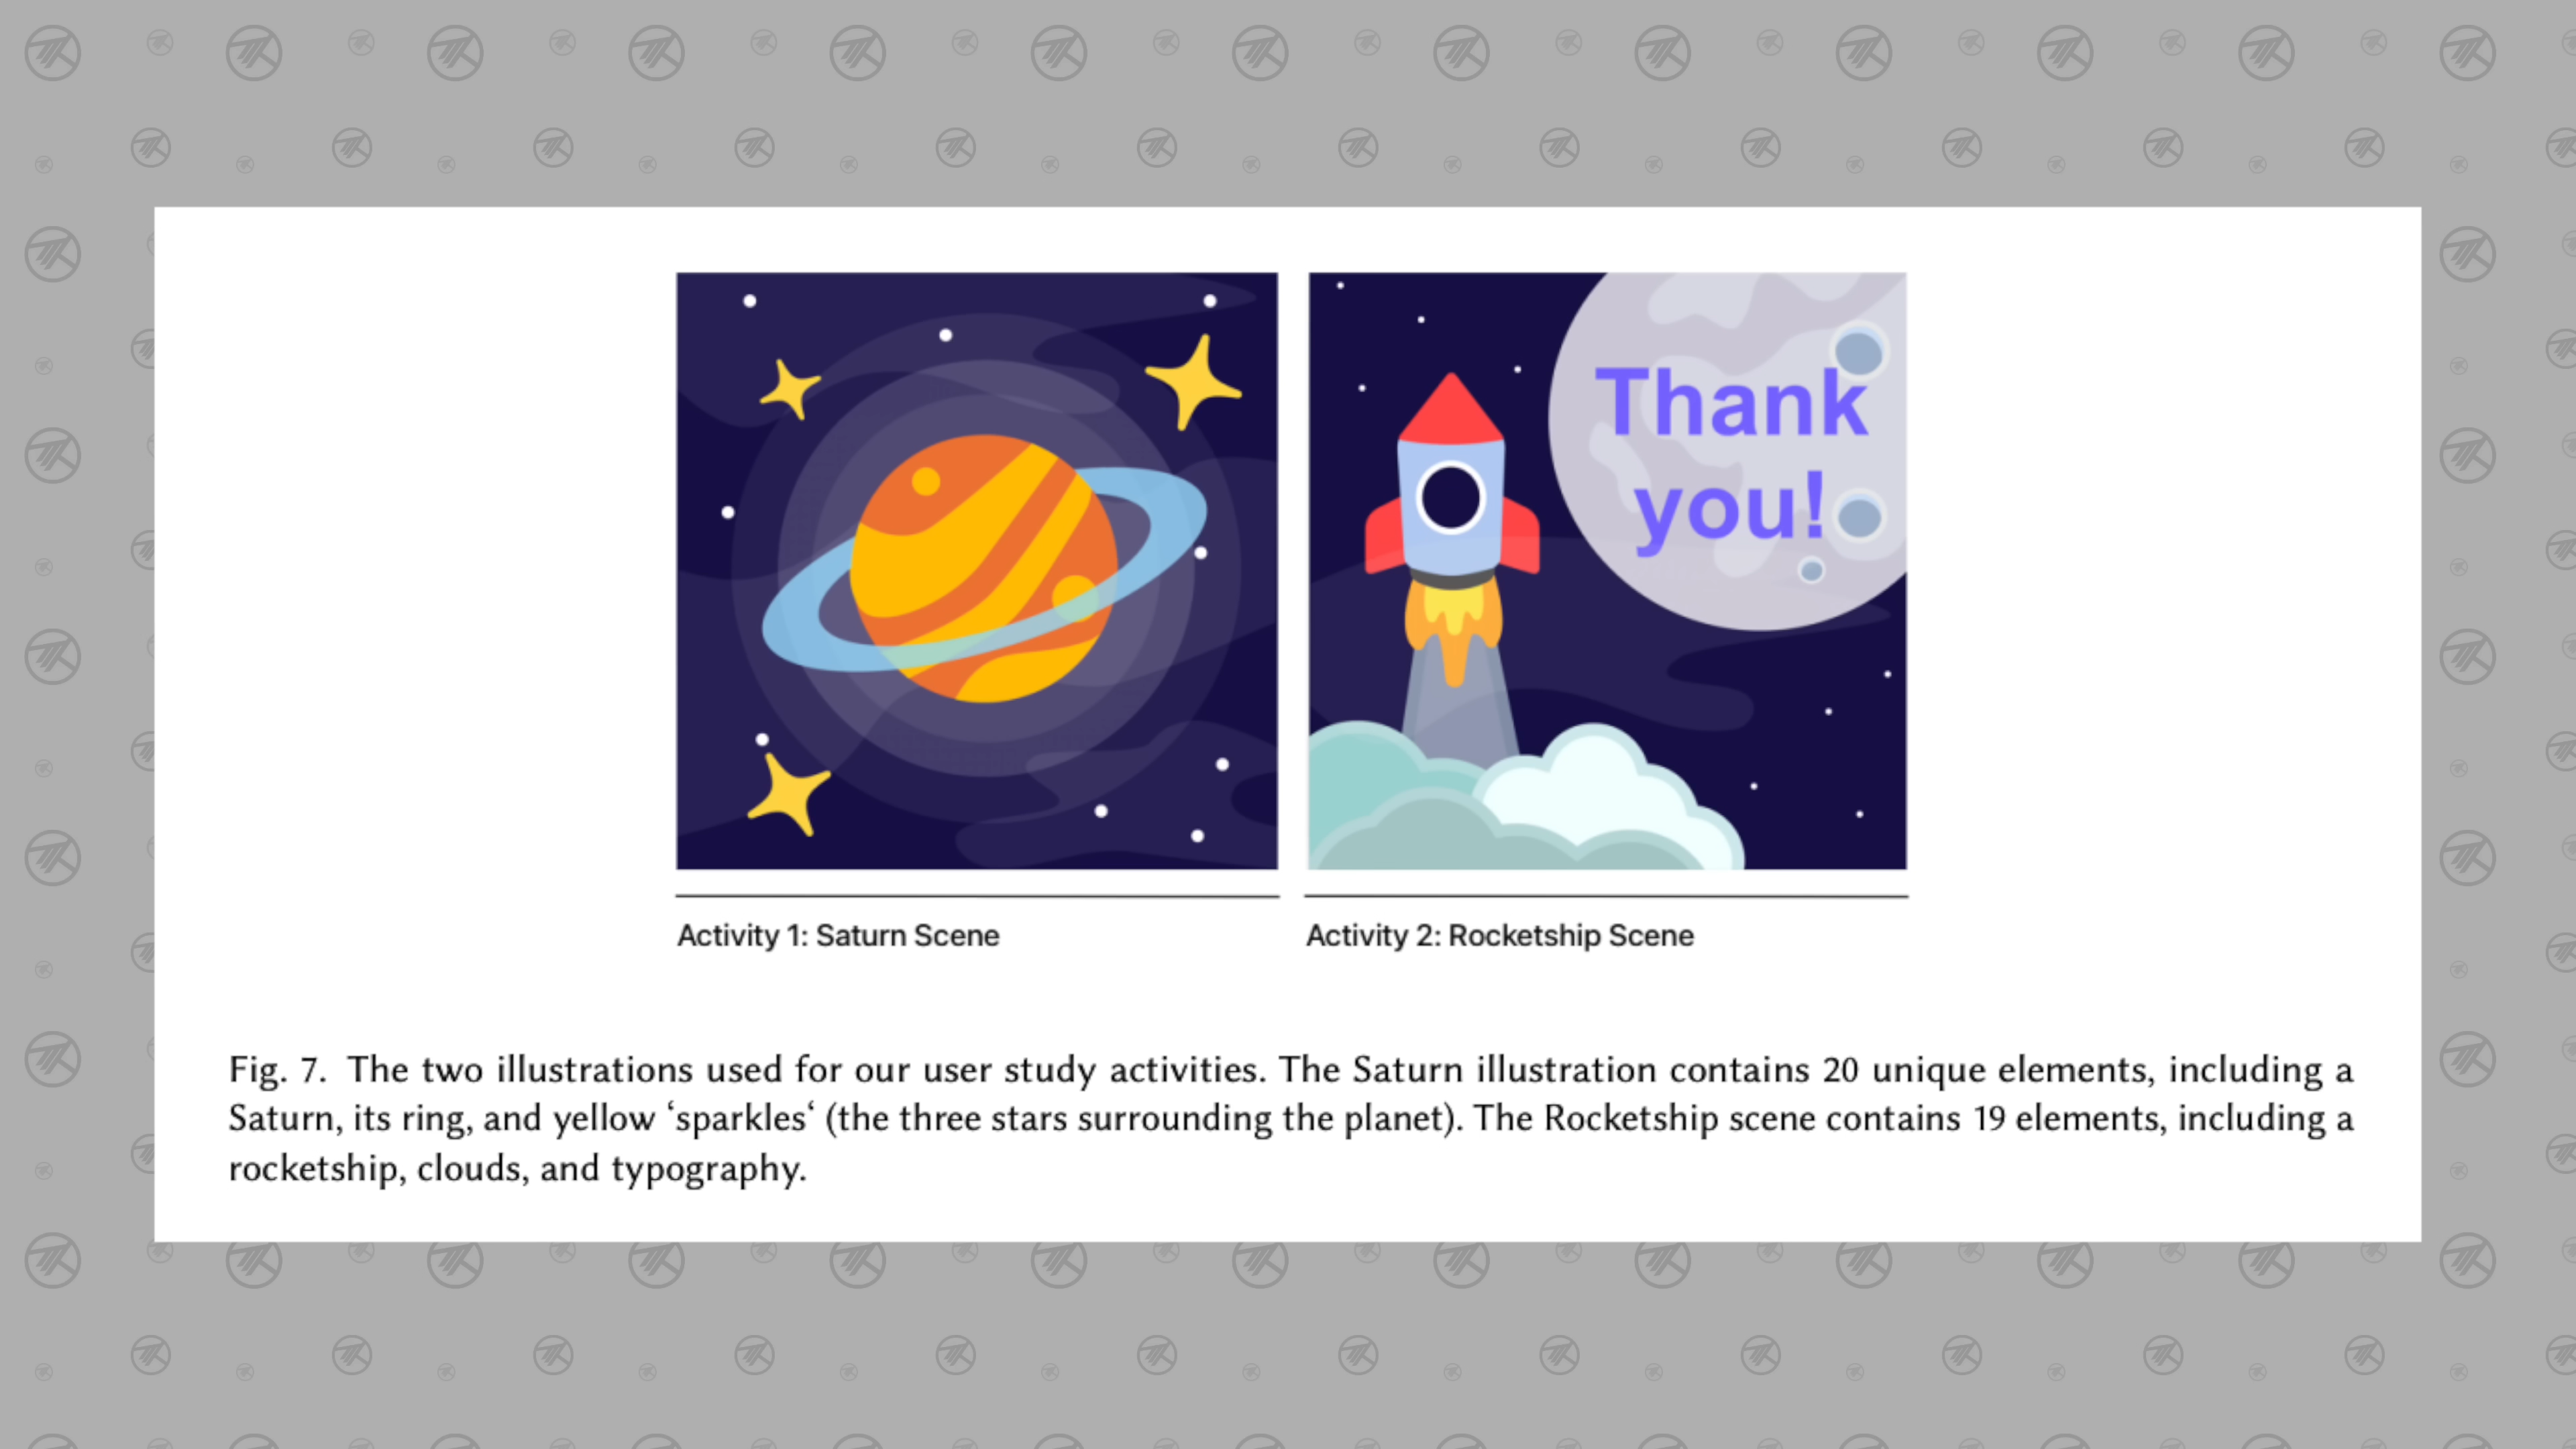 Thank
you!
Activity 1: Saturn Scene
Activity 2: Rocketship Scene
Fig. 7. The two illustrations used for our user study activities. The Saturn illustration contains 20 unique elements, including a
Saturn, its ring, and yellow ‘sparkles‘ (the three stars surrounding the planet). The Rocketship scene contains 19 elements, including a
rocketship, clouds, and typography.